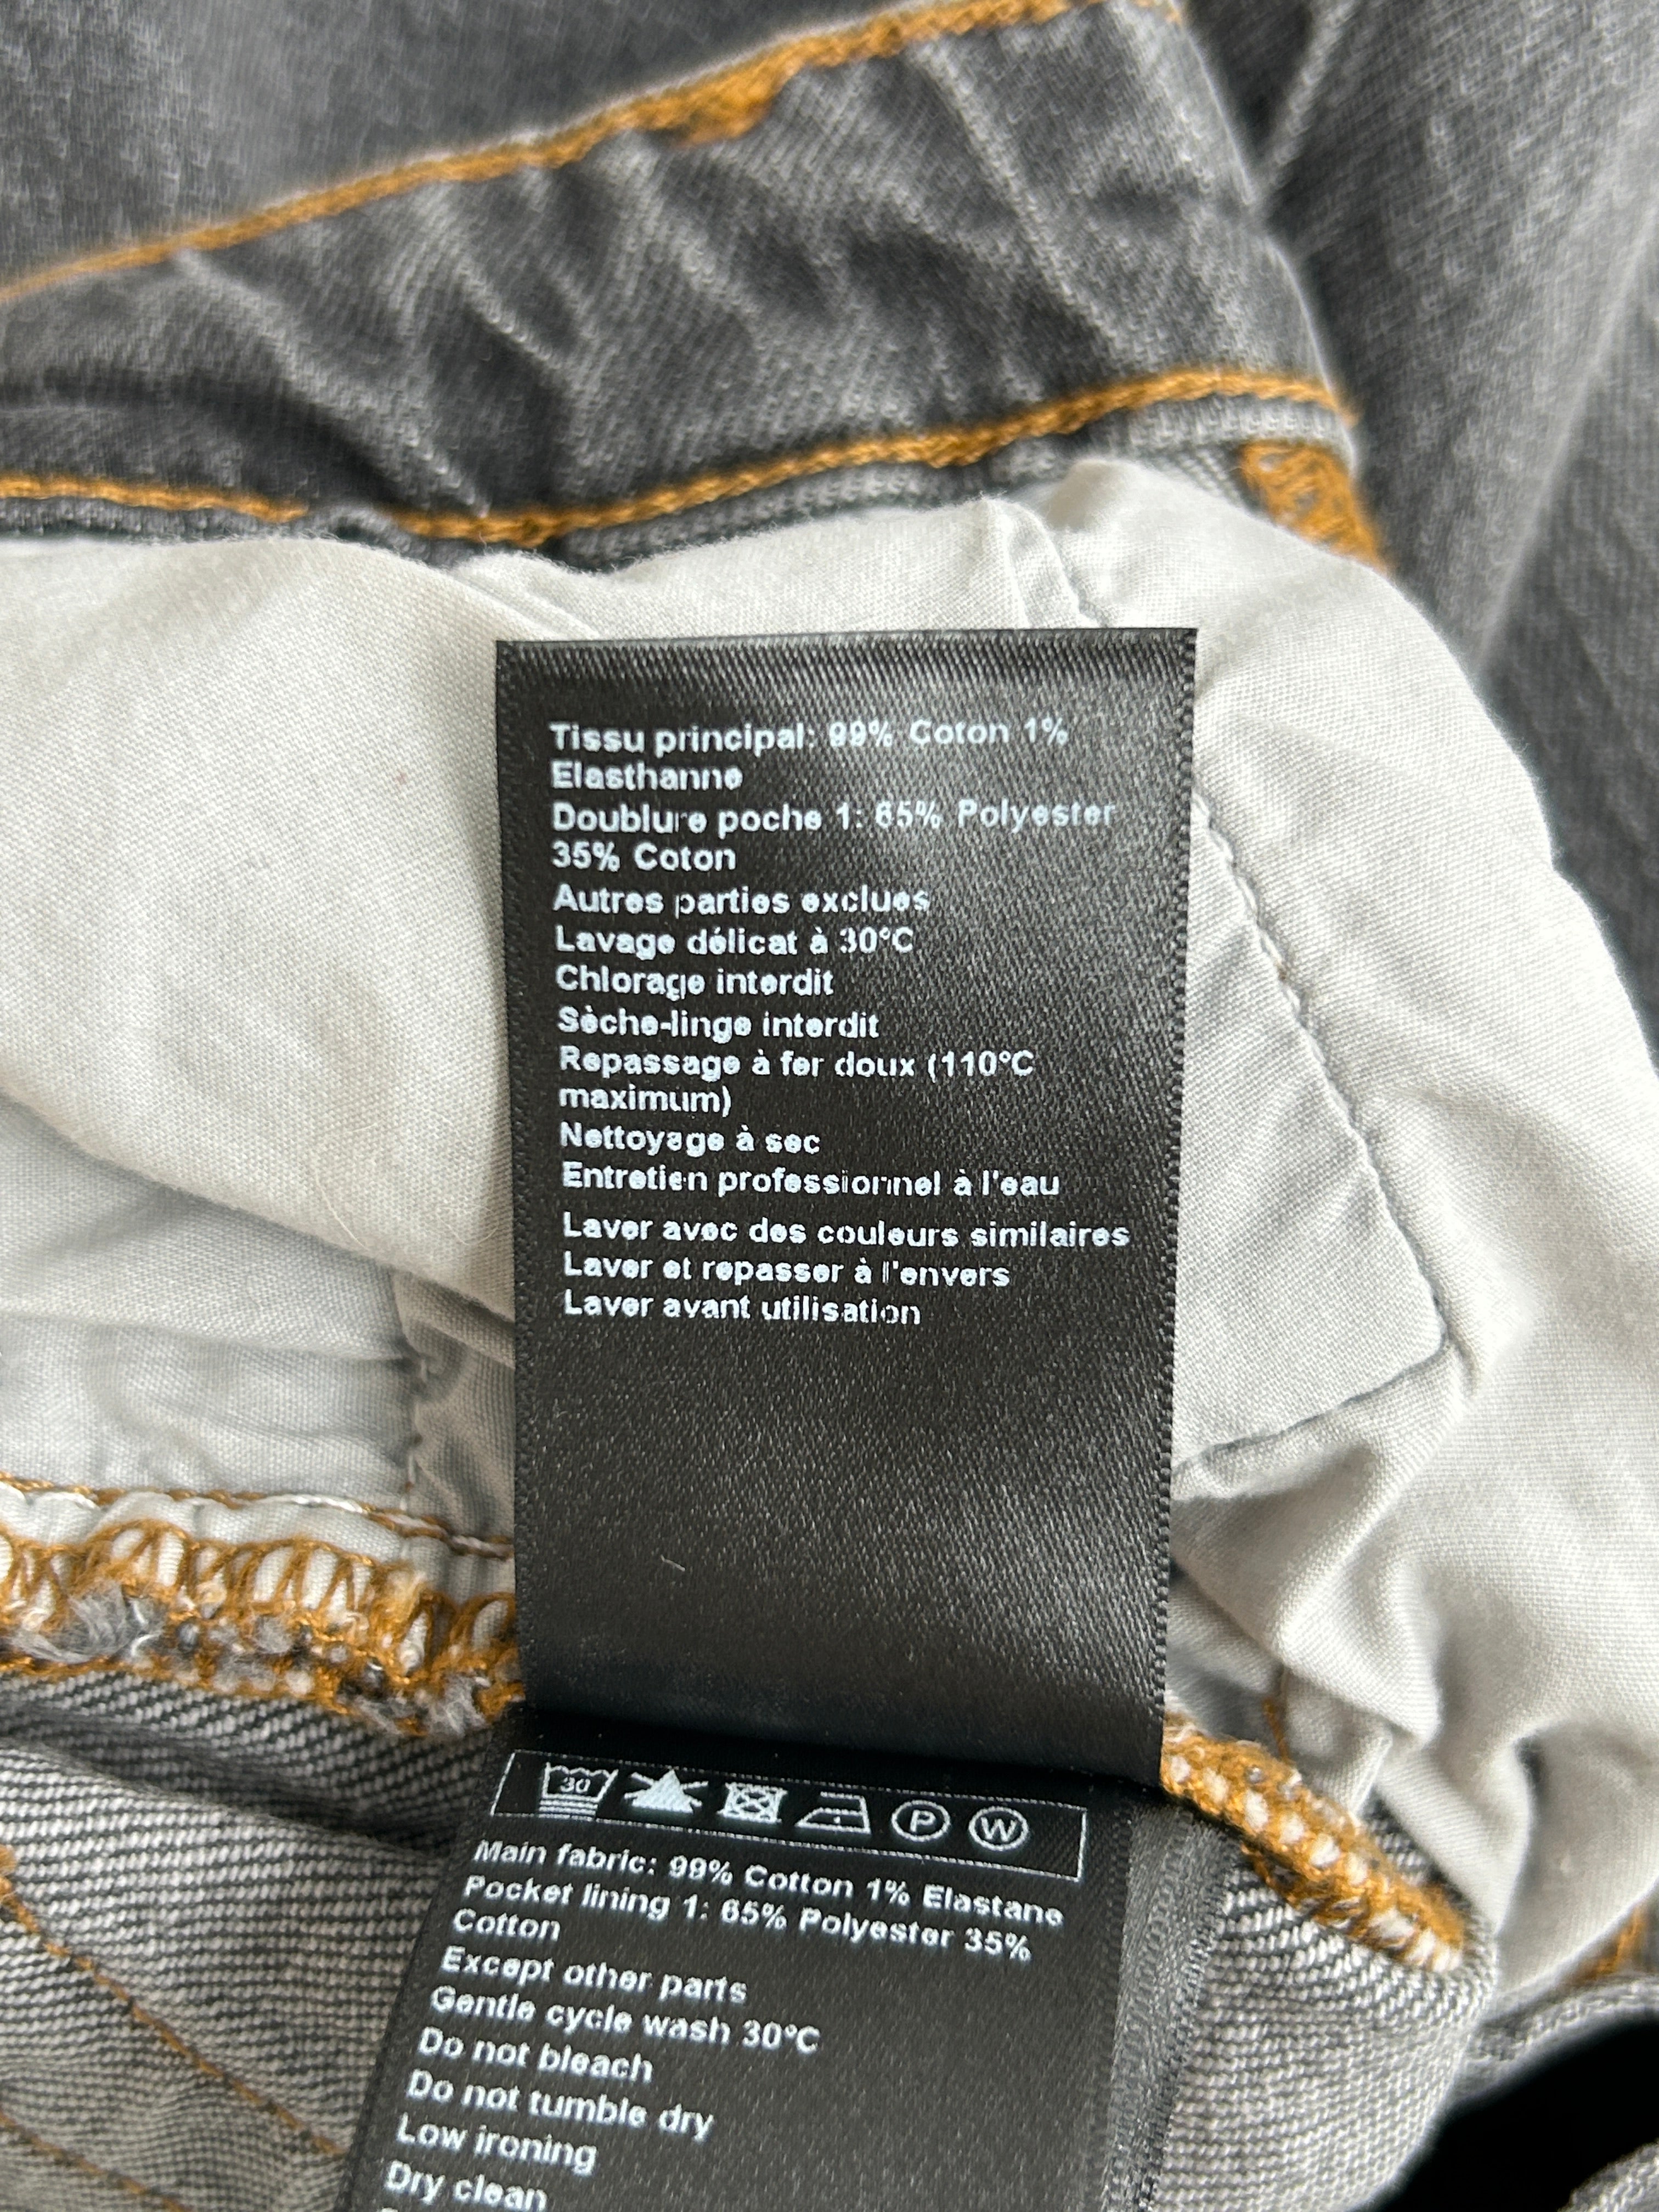 Tissu principal: 99% Coton 1%
Elasthanne
Doublure poche 1: 65% Polyester
35% Coton
Autres parties exclues
Lavage délicat à 30°C
Chlorage interdit
Sèche-linge interdit
Repassage à fer doux (110°C
maximum)
Nettoyage à sec
Entretien professionnel à l'eau
Laver avec des couleurs similaires
Laver et repasser à l'envers
Laver avant utilisation
30 P W
Main fabric: 99% Cotton 1% Elastane
Pocket lining 1: 65% Polyester 35%
Cotton
Except other parts
Gentle cycle wash 30°C
Do not bleach
Do not tumble dry
Low ironing
Dry clean